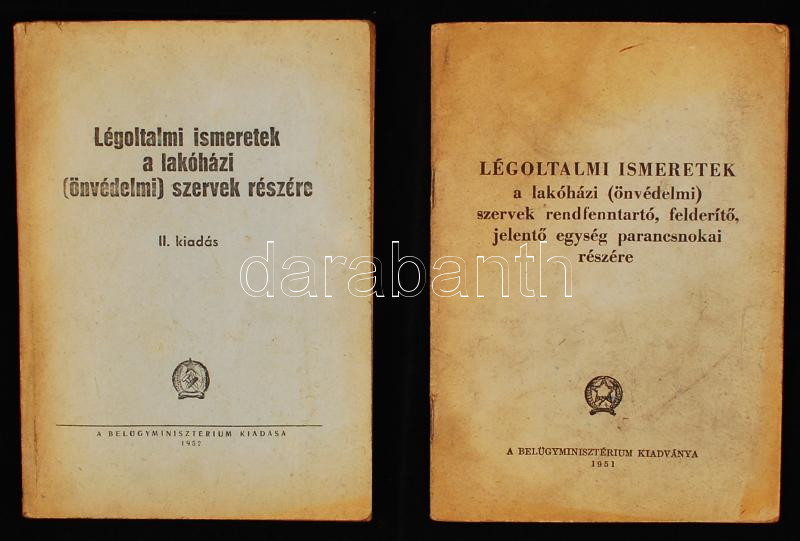 Légoltalmi ismeretek
a lakóházi
(önvédelmi) szervek részére
II. kiadás
A BELÜGYMINISZTÉRIUM KIADÁSA
1952
LÉGOLTALMI ISMERETEK
a lakóházi (önvédelmi)
szervek rendfenntartó, felderítő,
jelentő egység parancsnokai
részére
A BELÜGYMINISZTÉRIUM KIADVÁNYA
1951
darabanth